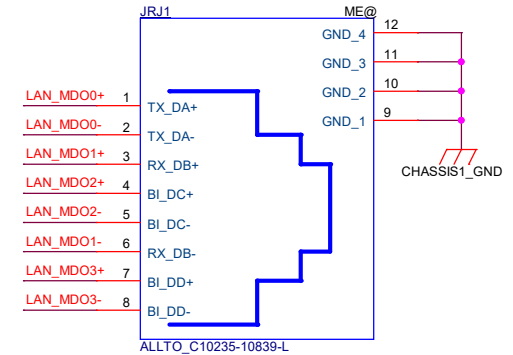 JRJ1 ME@
GND_4 12
GND_3 11
GND_2 10
GND_1 9
LAN_MDO0+ 1 TX_DA+
LAN_MDO0- 2 TX_DA-
LAN_MDO1+ 3 RX_DB+
LAN_MDO2+ 4 BI_DC+
LAN_MDO2- 5 BI_DC-
LAN_MDO1- 6 RX_DB-
LAN_MDO3+ 7 BI_DD+
LAN_MDO3- 8 BI_DD-
CHASSIS1_GND
ALLTO_C10235-10839-L